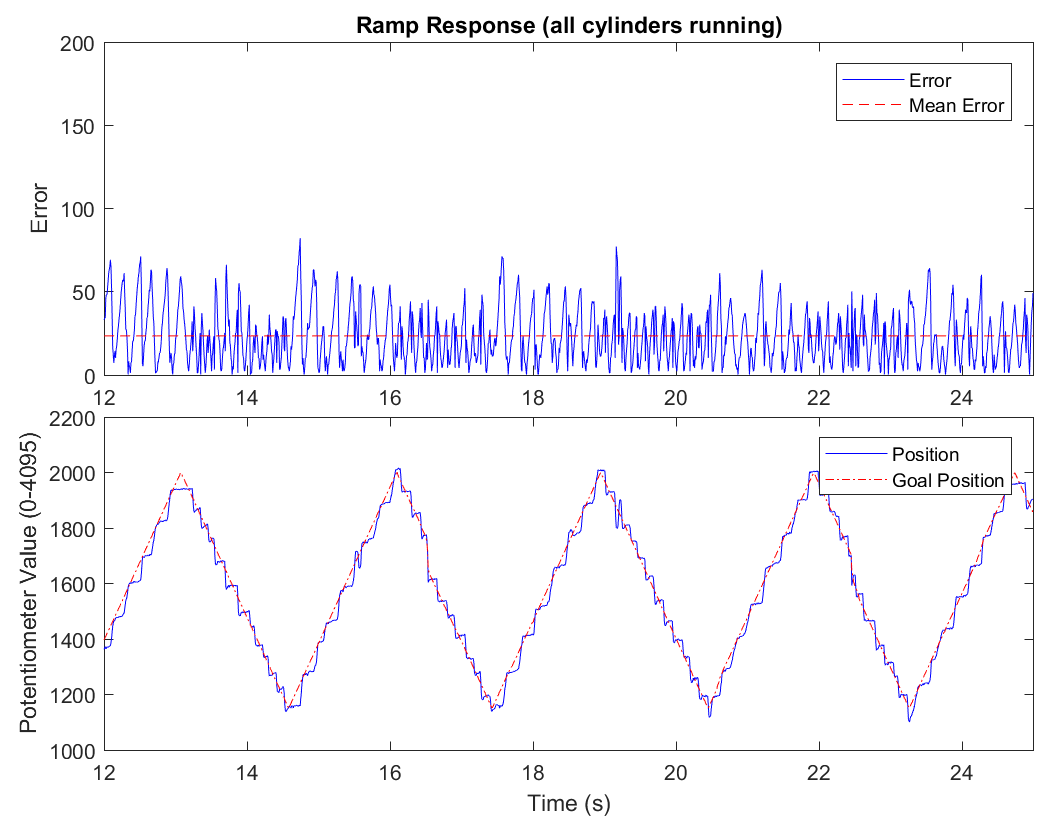 Ramp Response (all cylinders running)
200
150
100
50
0
Error
Error
Mean Error
12 14 16 18 20 22 24
2200
2000
1800
1600
1400
1200
1000
Potentiometer Value (0-4095)
Position
Goal Position
12 14 16 18 20 22 24
Time (s)